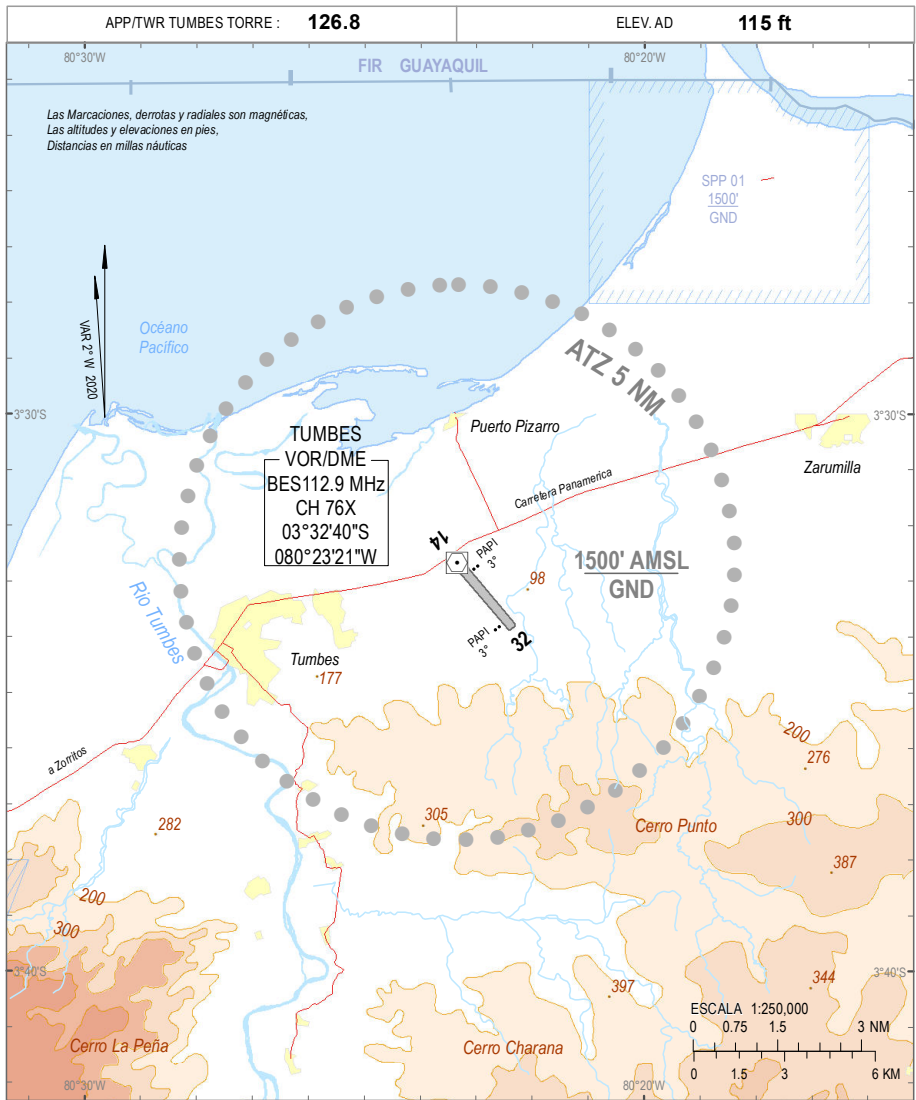 APP/TWR TUMBES TORRE : 126.8
ELEV. AD 115 ft
80°30'W
80°20'W
FIR GUAYAQUIL
Las Marcaciones, derrotas y radiales son magnéticas,
Las altitudes y elevaciones en pies,
Distancias en millas náuticas
SPP 01
1500'
GND
VAR 2° W 2020
Océano
Pacífico
ATZ 5 NM
3°30'S
3°30'S
TUMBES
VOR/DME
BES112.9 MHz
CH 76X
03°32'40"S
080°23'21"W
Puerto Pizarro
Zarumilla
Carretera Panamerica
14
PAPI
3°
1500' AMSL
GND
98
Rio Tumbes
PAPI
3°
32
Tumbes
177
200
276
a Zorritos
305
300
282
Cerro Punto
387
200
300
3°40'S
3°40'S
344
397
ESCALA 1:250,000
0 0.75 1.5 3 NM
0 1.5 3 6 KM
Cerro La Peña
Cerro Charana
80°30'W
80°20'W